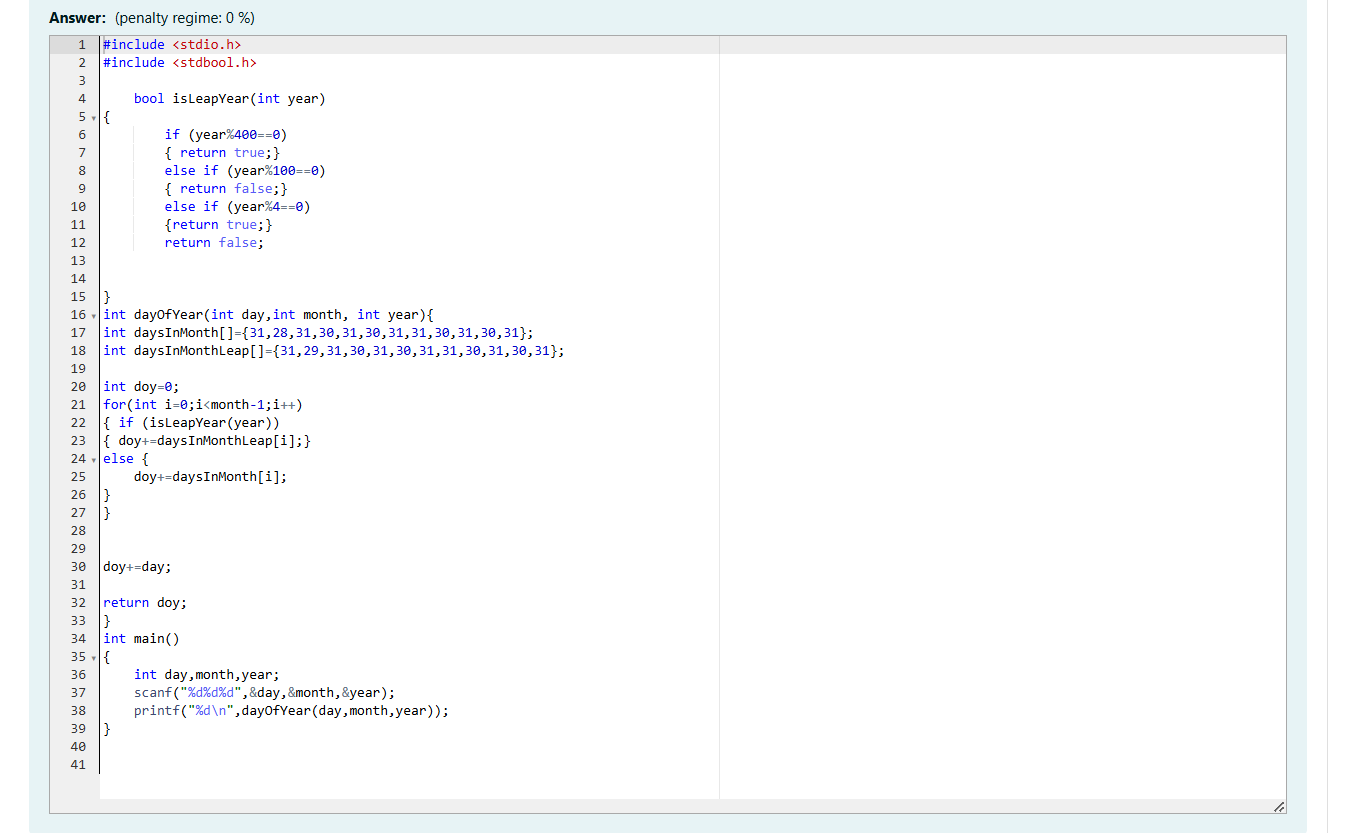 Answer: (penalty regime: 0 %)
1 #include <stdio.h>
2 #include <stdbool.h>
3
4     bool isLeapYear(int year)
5 {
6         if (year%400==0)
7         { return true;}
8         else if (year%100==0)
9         { return false;}
10         else if (year%4==0)
11         {return true;}
12         return false;
13
14
15 }
16 int dayOfYear(int day,int month, int year){
17 int daysInMonth[]={31,28,31,30,31,30,31,31,30,31,30,31};
18 int daysInMonthLeap[]={31,29,31,30,31,30,31,31,30,31,30,31};
19
20 int doy=0;
21 for(int i=0;i<month-1;i++)
22 { if (isLeapYear(year))
23 { doy+=daysInMonthLeap[i];}
24 else {
25     doy+=daysInMonth[i];
26 }
27 }
28
29
30 doy+=day;
31
32 return doy;
33 }
34 int main()
35 {
36     int day,month,year;
37     scanf("%d%d%d",&day,&month,&year);
38     printf("%d\n",dayOfYear(day,month,year));
39 }
40
41